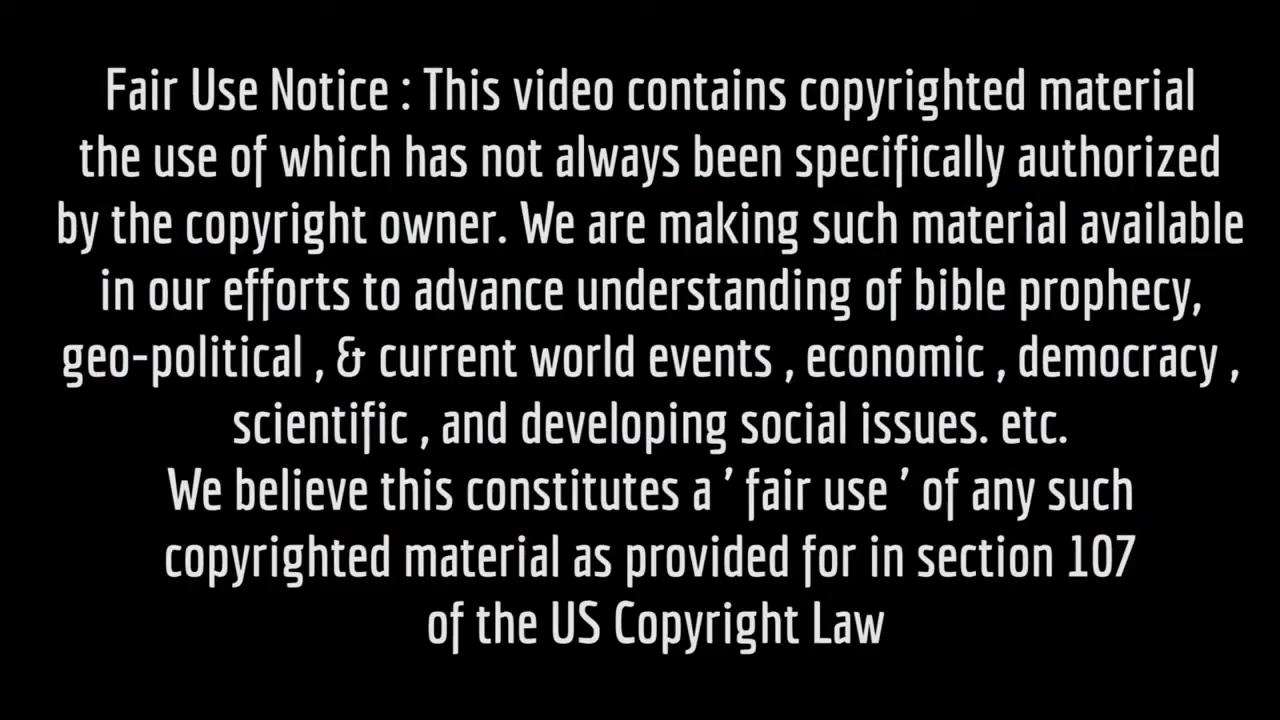 Fair Use Notice : This video contains copyrighted material
the use of which has not always been specifically authorized
by the copyright owner. We are making such material available
in our efforts to advance understanding of bible prophecy,
geo-political , & current world events , economic , democracy ,
scientific , and developing social issues. etc.
We believe this constitutes a ' fair use ' of any such
copyrighted material as provided for in section 107
of the US Copyright Law